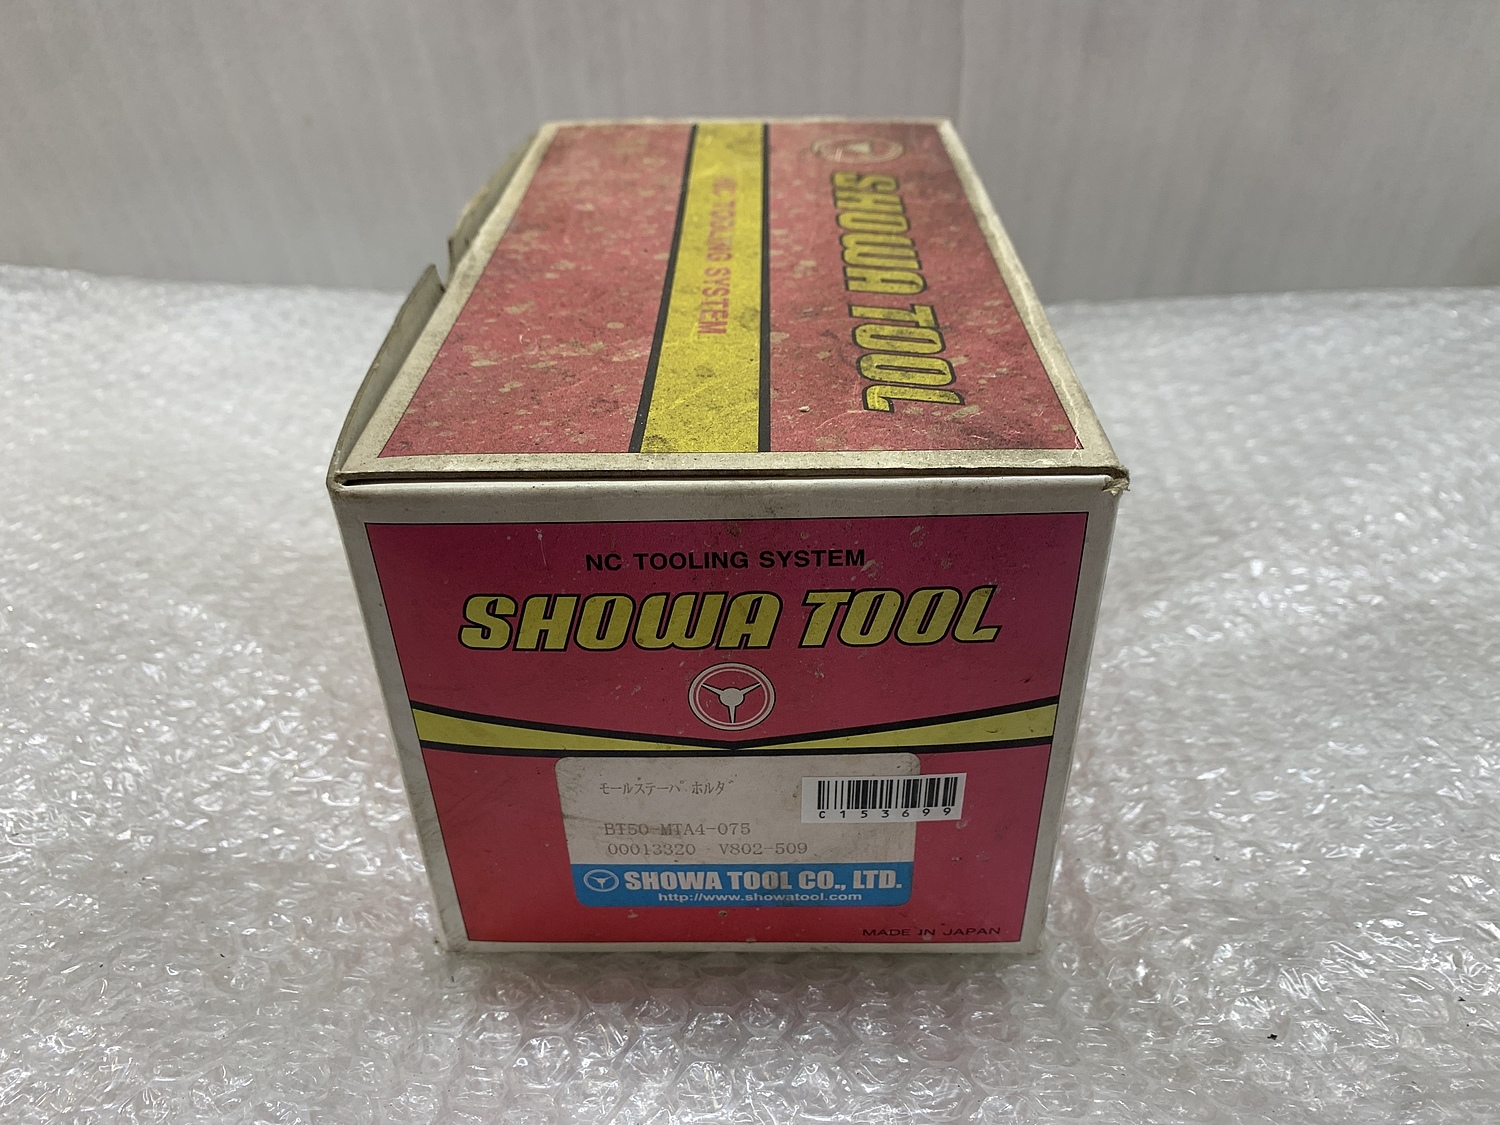 SHOWA TOOL
NC TOOLING SYSTEM
NC TOOLING SYSTEM
SHOWA TOOL
モールステーパ ホルダ
C153699
BT50-MTA4-075
00013320 V802-509
SHOWA TOOL CO., LTD.
http://www.showatool.com
MADE IN JAPAN